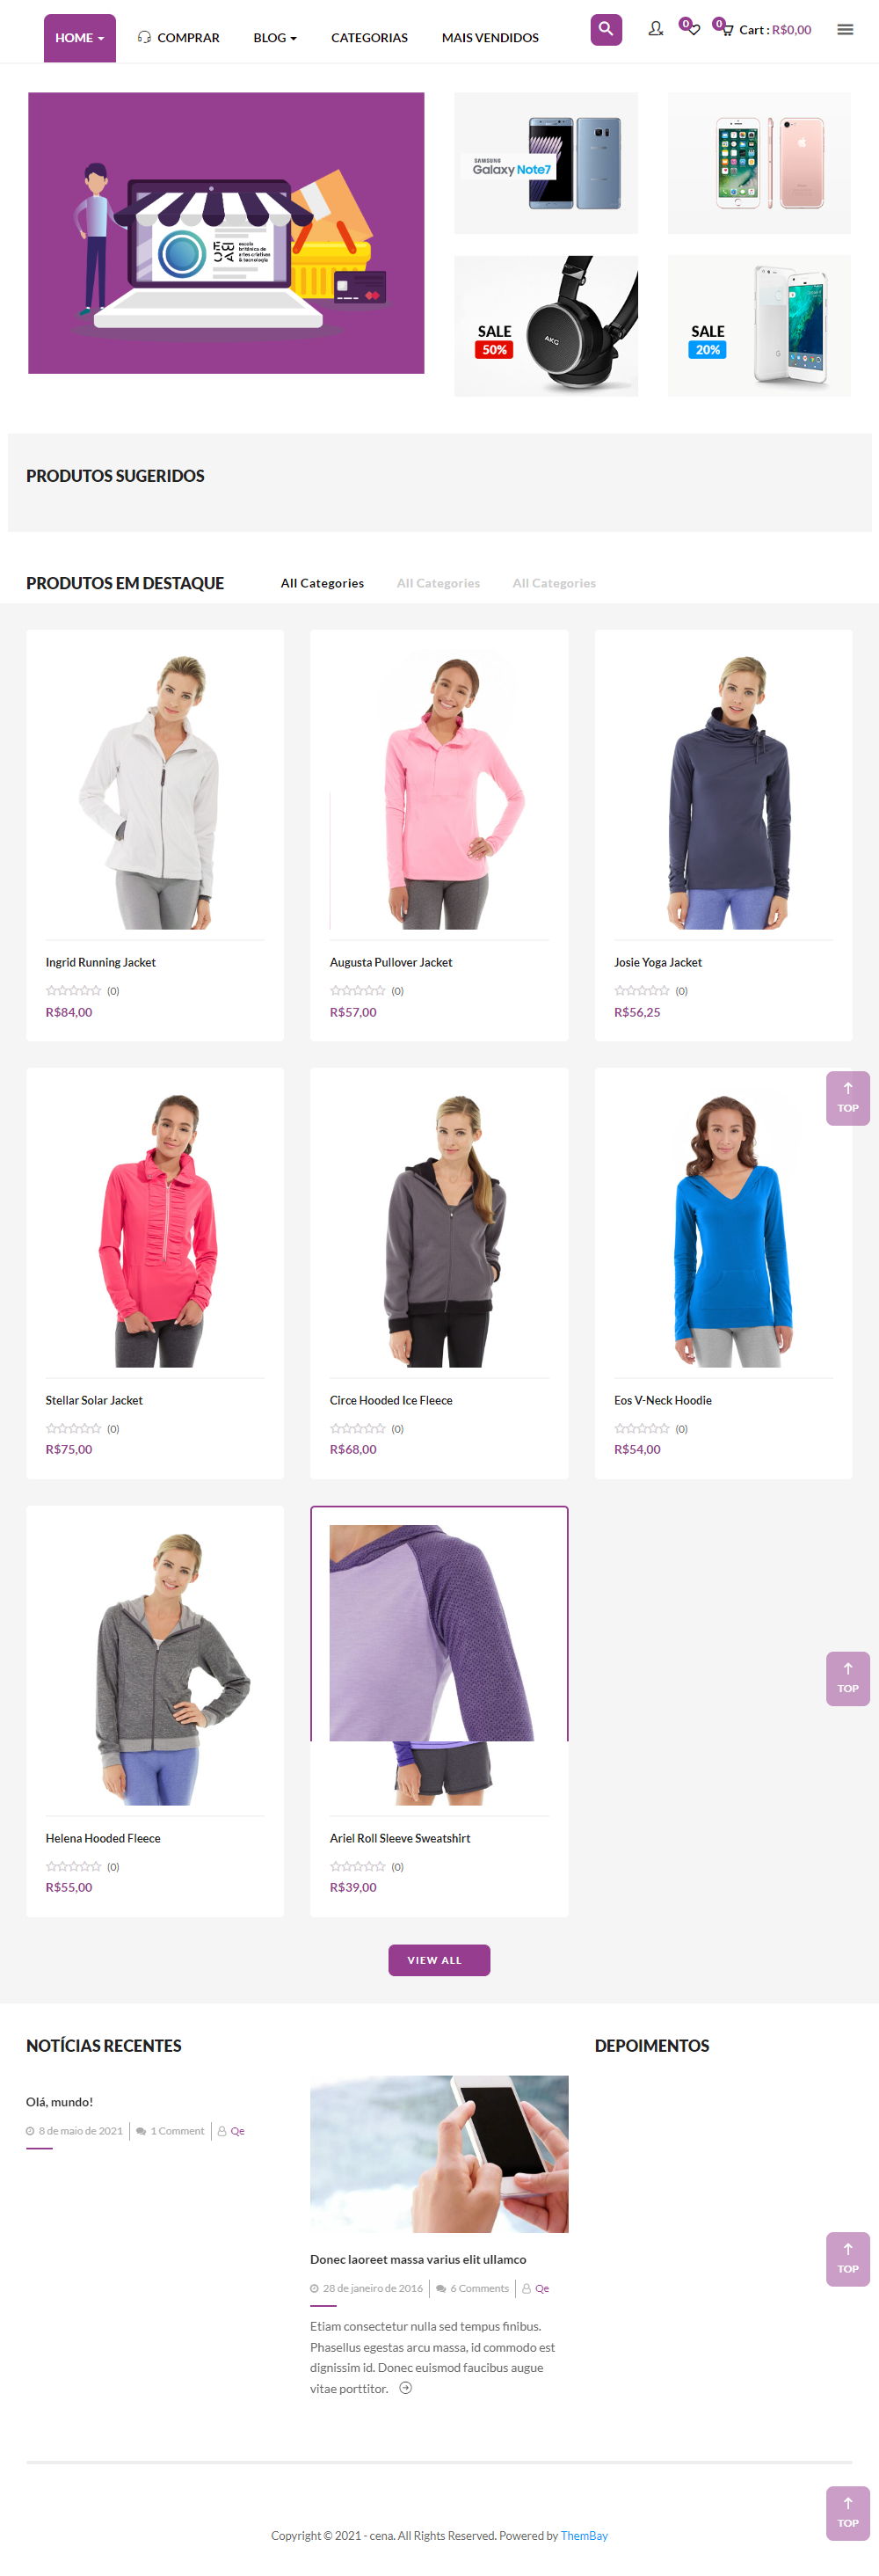 HOME
COMPRAR
BLOG
CATEGORIAS
MAIS VENDIDOS
0
0
Cart : R$0,00
EBAC
escola
britânica de
artes criativas
& tecnologia
SAMSUNG
Galaxy Note7
SALE
50%
AKG
SALE
20%
PRODUTOS SUGERIDOS
PRODUTOS EM DESTAQUE
All Categories
All Categories
All Categories
Ingrid Running Jacket
(0)
R$84,00
Augusta Pullover Jacket
(0)
R$57,00
Josie Yoga Jacket
(0)
R$56,25
TOP
Stellar Solar Jacket
(0)
R$75,00
Circe Hooded Ice Fleece
(0)
R$68,00
Eos V-Neck Hoodie
(0)
R$54,00
TOP
Helena Hooded Fleece
(0)
R$55,00
Ariel Roll Sleeve Sweatshirt
(0)
R$39,00
VIEW ALL
NOTÍCIAS RECENTES
Olá, mundo!
8 de maio de 2021
1 Comment
Qe
Donec laoreet massa varius elit ullamco
28 de janeiro de 2016
6 Comments
Qe
Etiam consectetur nulla sed tempus finibus.
Phasellus egestas arcu massa, id commodo est
dignissim id. Donec euismod faucibus augue
vitae porttitor.
DEPOIMENTOS
TOP
TOP
Copyright © 2021 - cena. All Rights Reserved. Powered by ThemBay